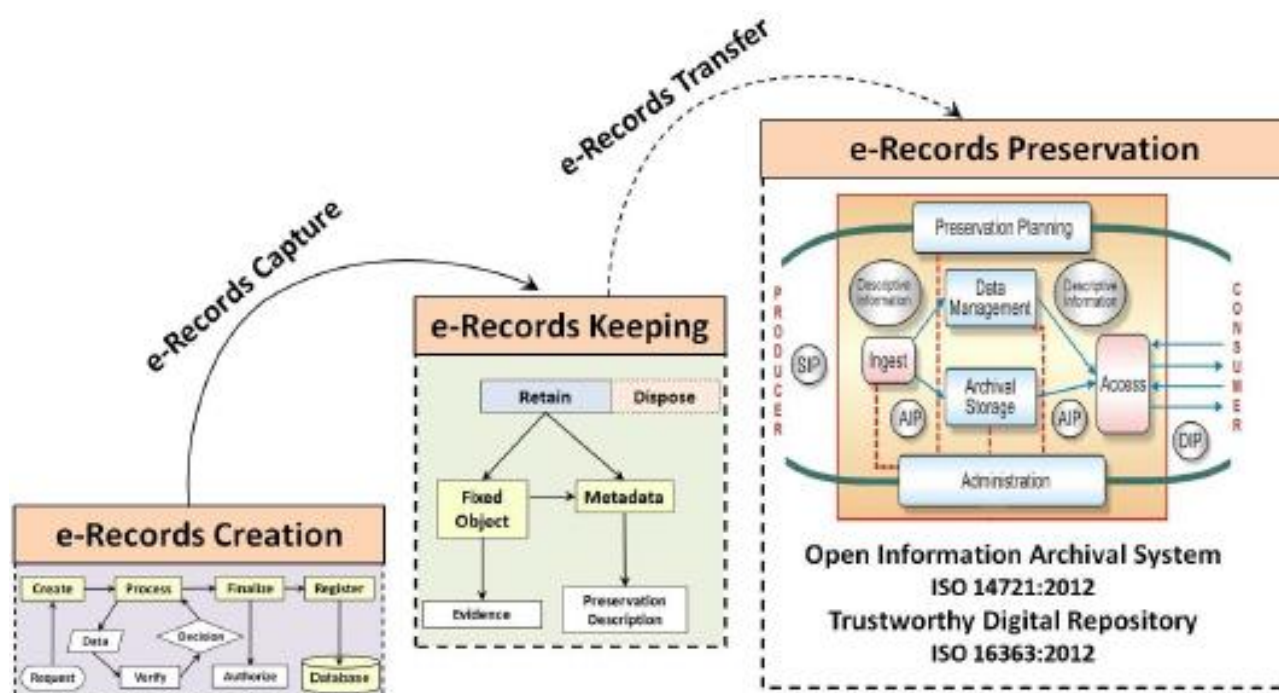 e-Records Transfer
e-Records Preservation
Preservation Planning
Descriptive
Information
Data
Management
Descriptive
Information
PRODUCER
CONSUMER
SIP
Ingest
Archival
Storage
Access
AIP
AIP
DIP
Administration
Open Information Archival System
ISO 14721:2012
Trustworthy Digital Repository
ISO 16363:2012
e-Records Capture
e-Records Keeping
Retain
Dispose
Fixed
Object
Metadata
Evidence
Preservation
Description
e-Records Creation
Create
Process
Finalize
Register
Data
Decision
Request
Verify
Authorize
Database